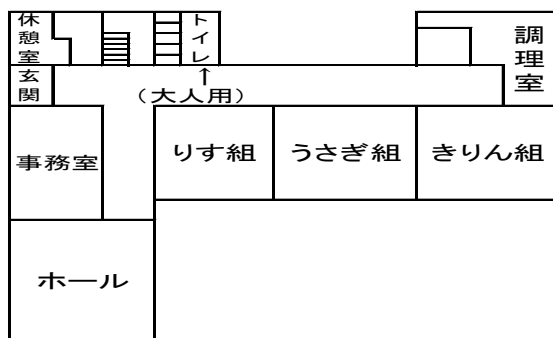 休憩室
トイレ
調理室
玄関
↑
(大人用)
事務室
りす組
うさぎ組
きりん組
ホール